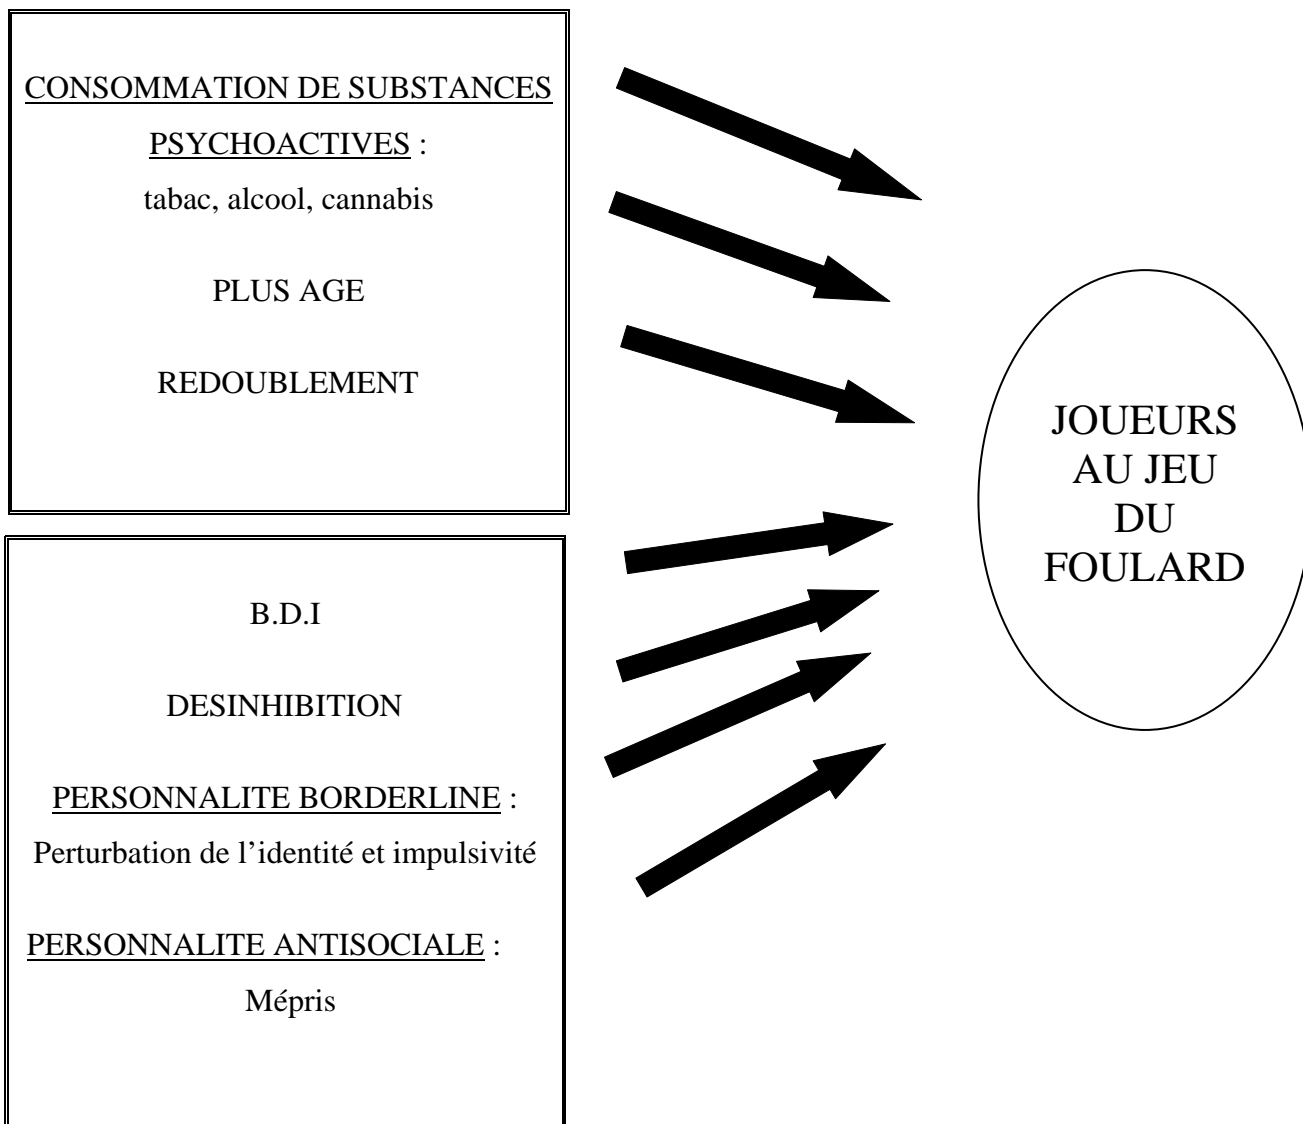 CONSOMMATION DE SUBSTANCES
PSYCHOACTIVES :
tabac, alcool, cannabis
PLUS AGE
REDOUBLEMENT
B.D.I
DESINHIBITION
PERSONNALITE BORDERLINE :
Perturbation de l’identité et impulsivité
PERSONNALITE ANTISOCIALE :
Mépris
JOUEURS
AU JEU
DU
FOULARD